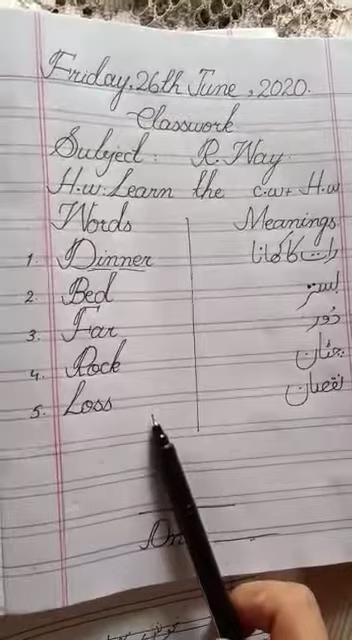 Friday, 26th June, 2020.
Classwork
Subject: R. Way
H.w: Learn the c.w + H.w
Words Meanings
1. Dinner رات کا کھانا
2. Bed بستر
3. Far دور
4. Rock چٹان
5. Loss نقصان